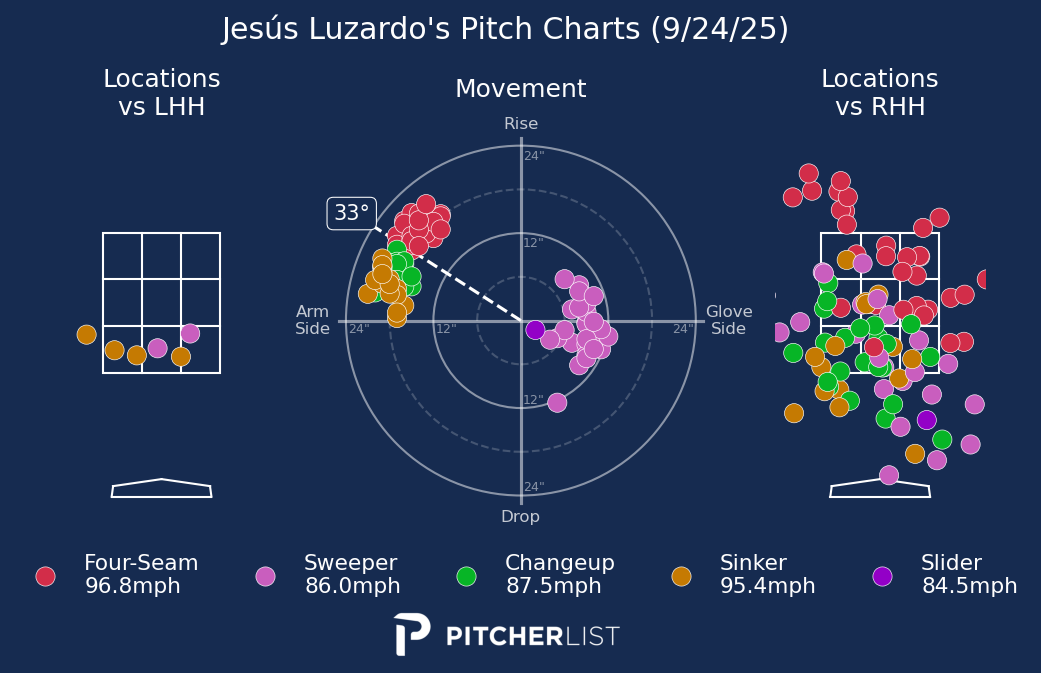 Jesús Luzardo's Pitch Charts (9/24/25)
Locations
vs LHH
Movement
Locations
vs RHH
Rise
24"
33°
12"
Arm
Side
24"
12"
24"
Glove
Side
12"
24"
Drop
Four-Seam
96.8mph
Sweeper
86.0mph
Changeup
87.5mph
Sinker
95.4mph
Slider
84.5mph
PITCHERLIST